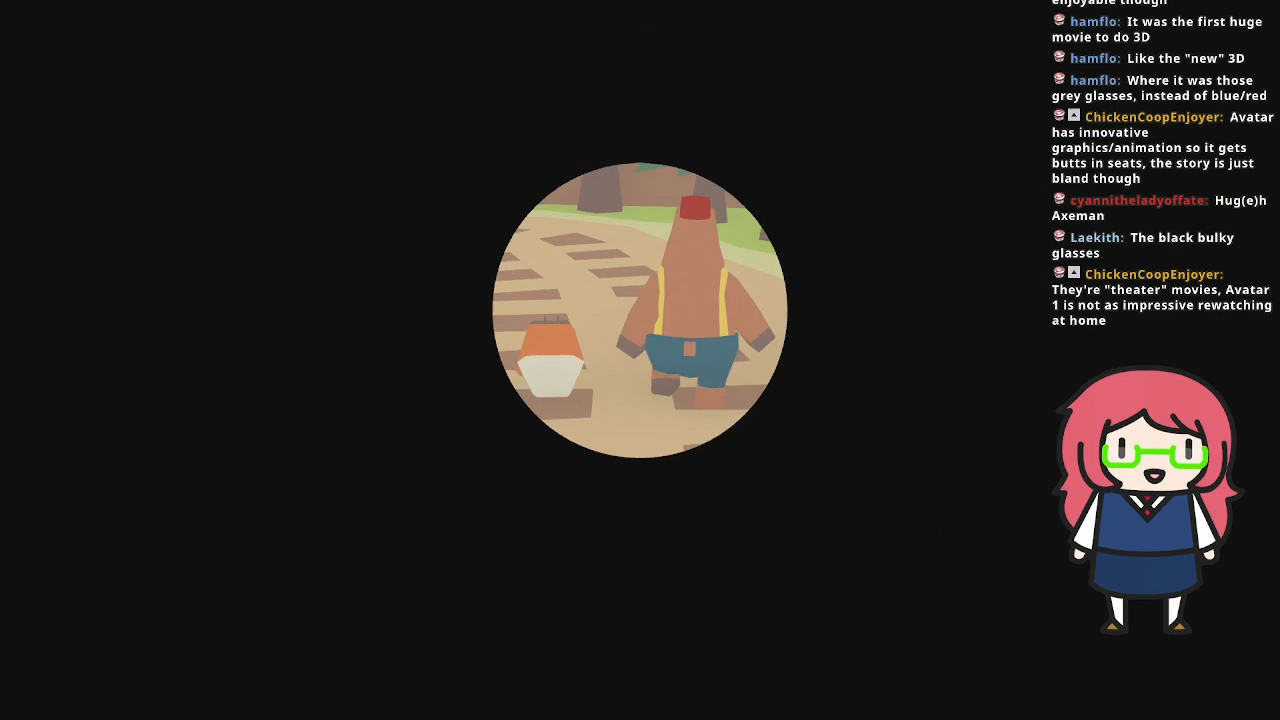 enjoyable though
hamflo: It was the first huge
movie to do 3D
hamflo: Like the "new" 3D
hamflo: Where it was those
grey glasses, instead of blue/red
ChickenCoopEnjoyer: Avatar
has innovative
graphics/animation so it gets
butts in seats, the story is just
bland though
cyannitheladyoffate: Hug(e)h
Axeman
Laekith: The black bulky
glasses
ChickenCoopEnjoyer:
They're "theater" movies, Avatar
1 is not as impressive rewatching
at home